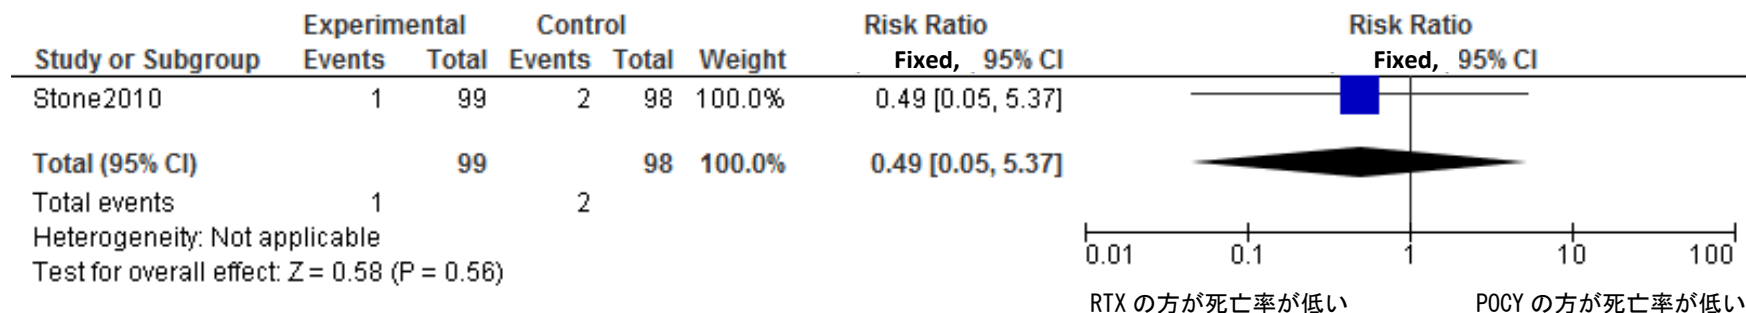 Experimental Control Risk Ratio Risk Ratio
Study or Subgroup Events Total Events Total Weight Fixed, 95% CI Fixed, 95% CI
Stone2010 1 99 2 98 100.0% 0.49 [0.05, 5.37]
Total (95% CI) 99 98 100.0% 0.49 [0.05, 5.37]
Total events 1 2
Heterogeneity: Not applicable
Test for overall effect: Z = 0.58 (P = 0.56)
0.01 0.1 1 10 100
RTX の方が死亡率が低い POCY の方が死亡率が低い